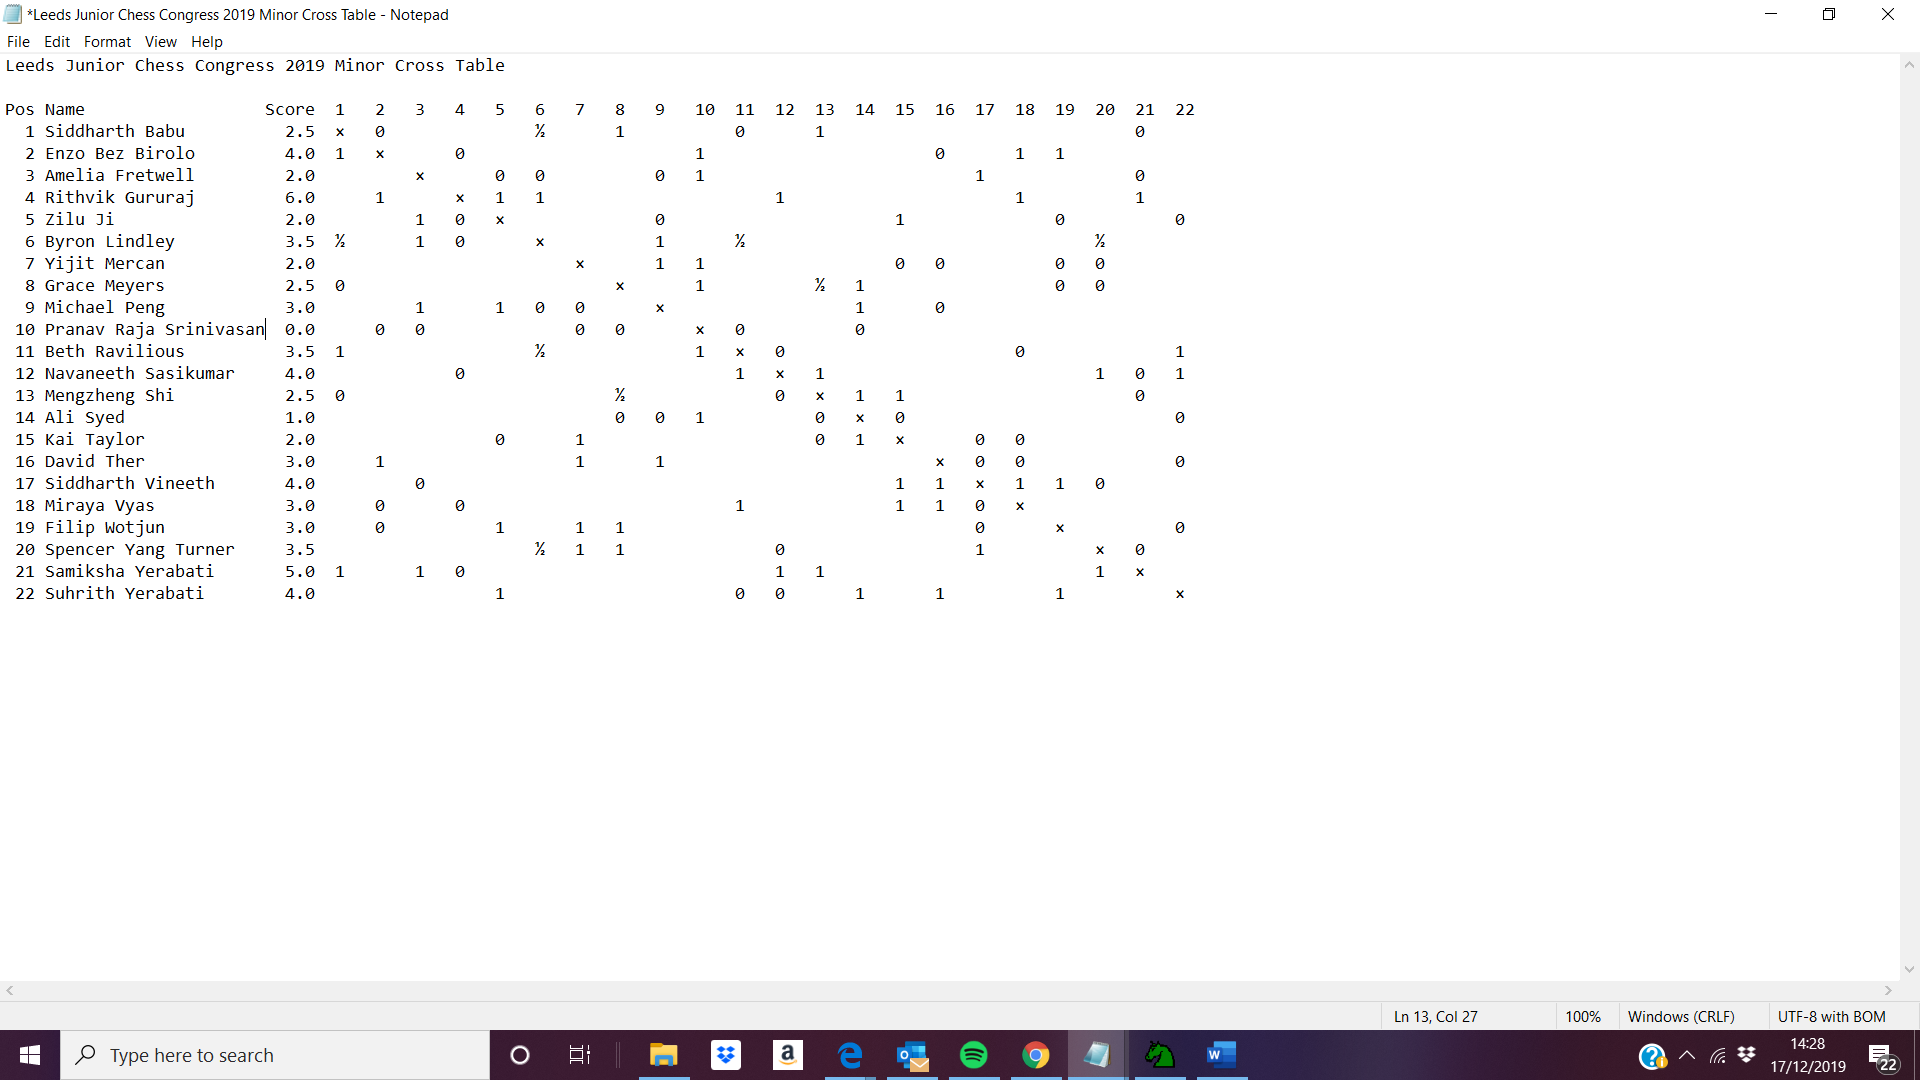 *Leeds Junior Chess Congress 2019 Minor Cross Table - Notepad
File Edit Format View Help
Leeds Junior Chess Congress 2019 Minor Cross Table
Pos Name Score 1 2 3 4 5 6 7 8 9 10 11 12 13 14 15 16 17 18 19 20 21 22
1 Siddharth Babu 2.5 × 0 ½ 1 0 1 0
2 Enzo Bez Birolo 4.0 1 × 0 1 0 1 1
3 Amelia Fretwell 2.0 × 0 0 0 1 1 0
4 Rithvik Gururaj 6.0 1 × 1 1 1 1 1
5 Zilu Ji 2.0 1 0 × 0 1 0 0
6 Byron Lindley 3.5 ½ 1 0 × 1 ½ ½
7 Yijit Mercan 2.0 × 1 1 0 0 0 0
8 Grace Meyers 2.5 0 × 1 ½ 1 0 0
9 Michael Peng 3.0 1 1 0 0 × 1 0
10 Pranav Raja Srinivasan 0.0 0 0 0 0 × 0 0
11 Beth Ravilious 3.5 1 ½ 1 × 0 0 1
12 Navaneeth Sasikumar 4.0 0 1 × 1 1 0 1
13 Mengzheng Shi 2.5 0 ½ 0 × 1 1 0
14 Ali Syed 1.0 0 0 1 0 × 0 0
15 Kai Taylor 2.0 0 1 0 1 × 0 0
16 David Ther 3.0 1 1 1 × 0 0 0
17 Siddharth Vineeth 4.0 0 1 1 × 1 1 0
18 Miraya Vyas 3.0 0 0 1 1 1 0 ×
19 Filip Wotjun 3.0 0 1 1 1 0 × 0
20 Spencer Yang Turner 3.5 ½ 1 1 0 1 × 0
21 Samiksha Yerabati 5.0 1 1 0 1 1 1 ×
22 Suhrith Yerabati 4.0 1 0 0 1 1 1 ×
Ln 13, Col 27 100% Windows (CRLF) UTF-8 with BOM
Type here to search
14:28
17/12/2019
22